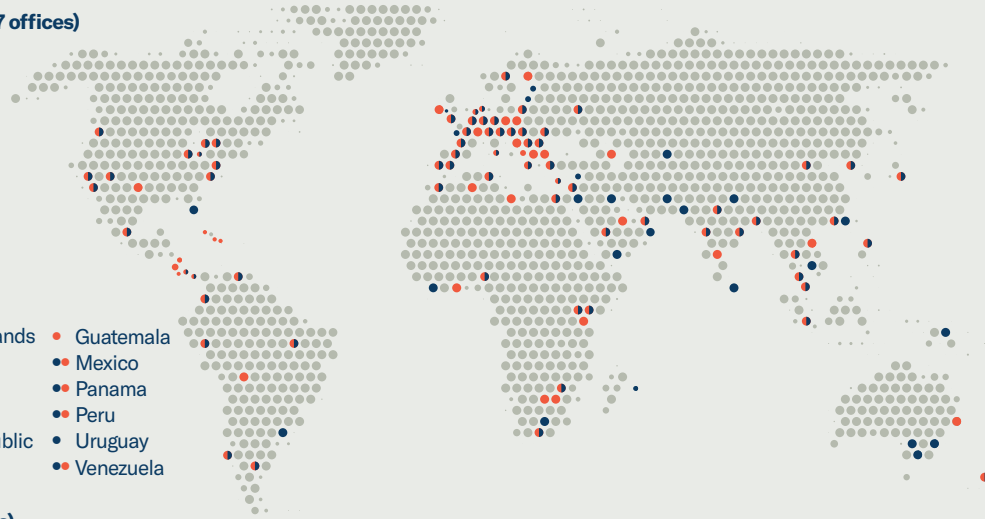 7 offices)
ands Guatemala
Mexico
Panama
Peru
blic Uruguay
Venezuela